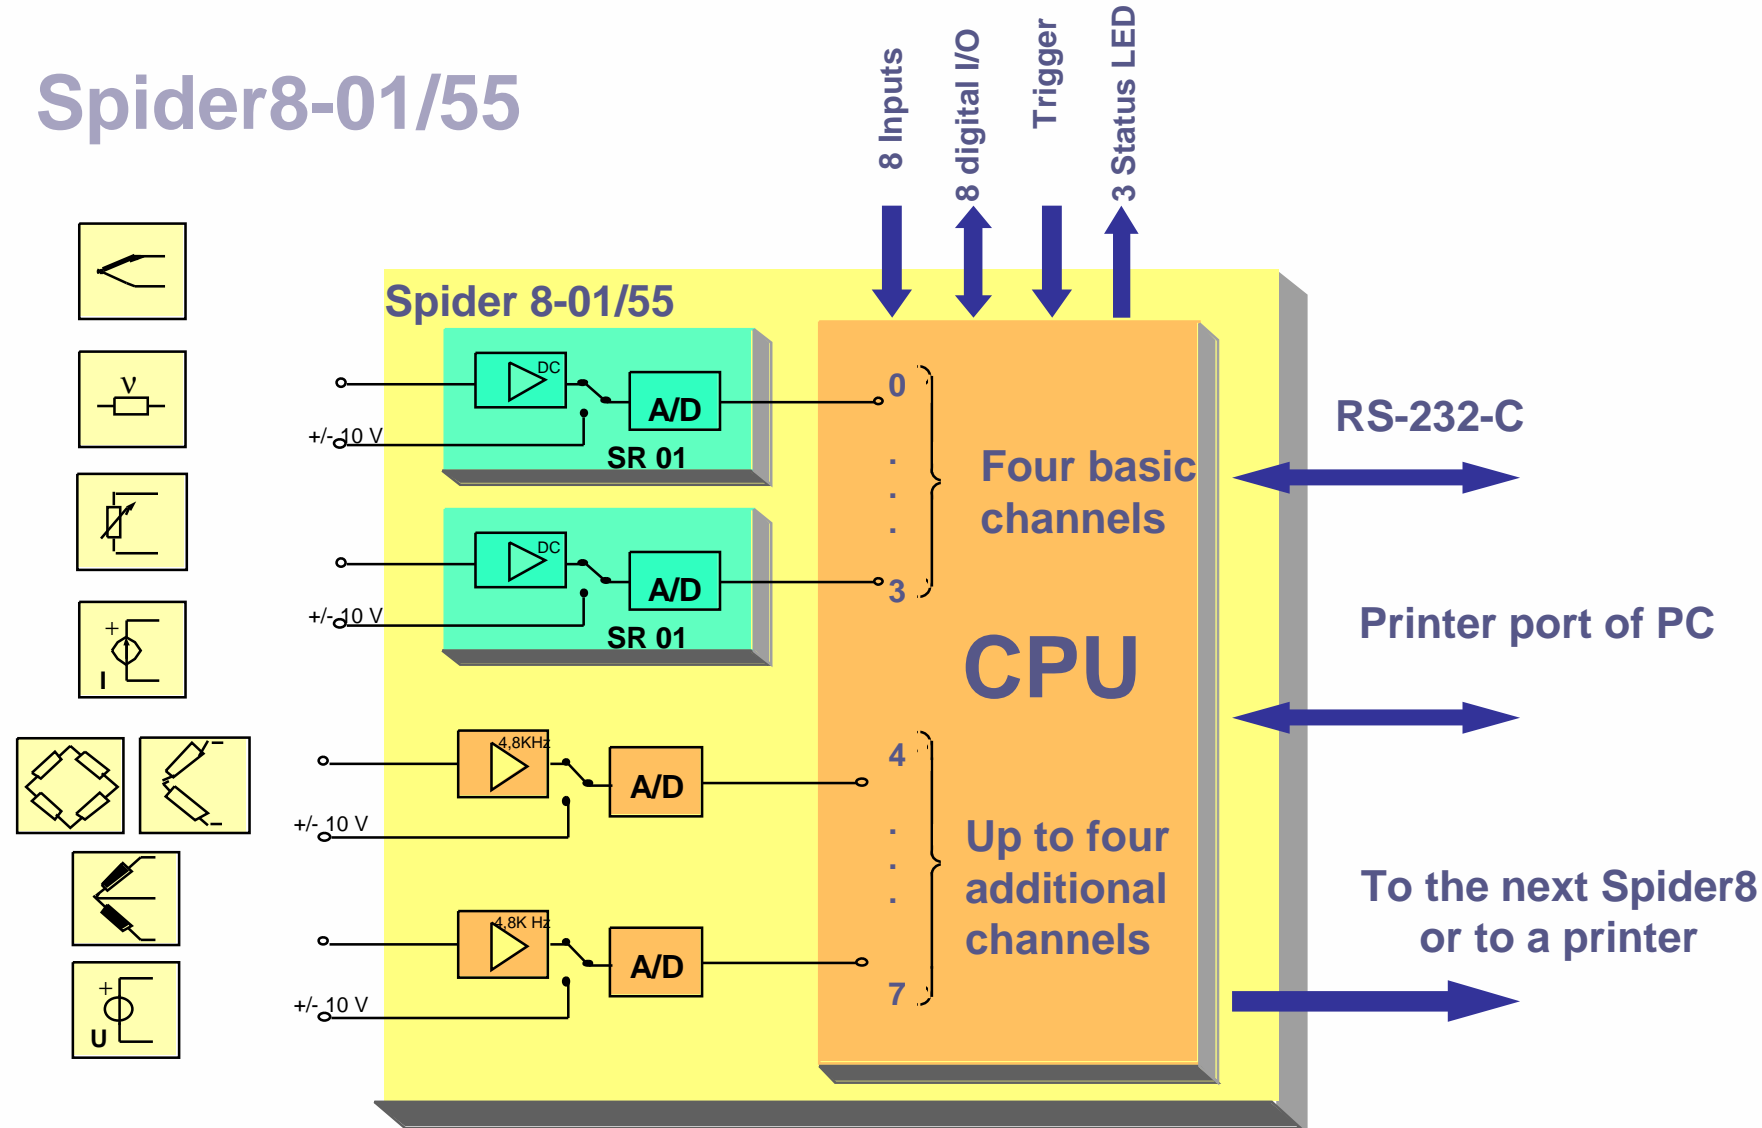 Spider8-01/55
8 Inputs
8 digital I/O
Trigger
3 Status LED
Spider 8-01/55
ν
+
I
+
U
DC
A/D
+/- 10 V
SR 01
DC
A/D
+/- 10 V
SR 01
4,8KHz
A/D
+/- 10 V
4,8K Hz
A/D
+/- 10 V
0
.
.
.
3
Four basic
channels
CPU
4
.
.
.
7
Up to four
additional
channels
RS-232-C
Printer port of PC
To the next Spider8
or to a printer